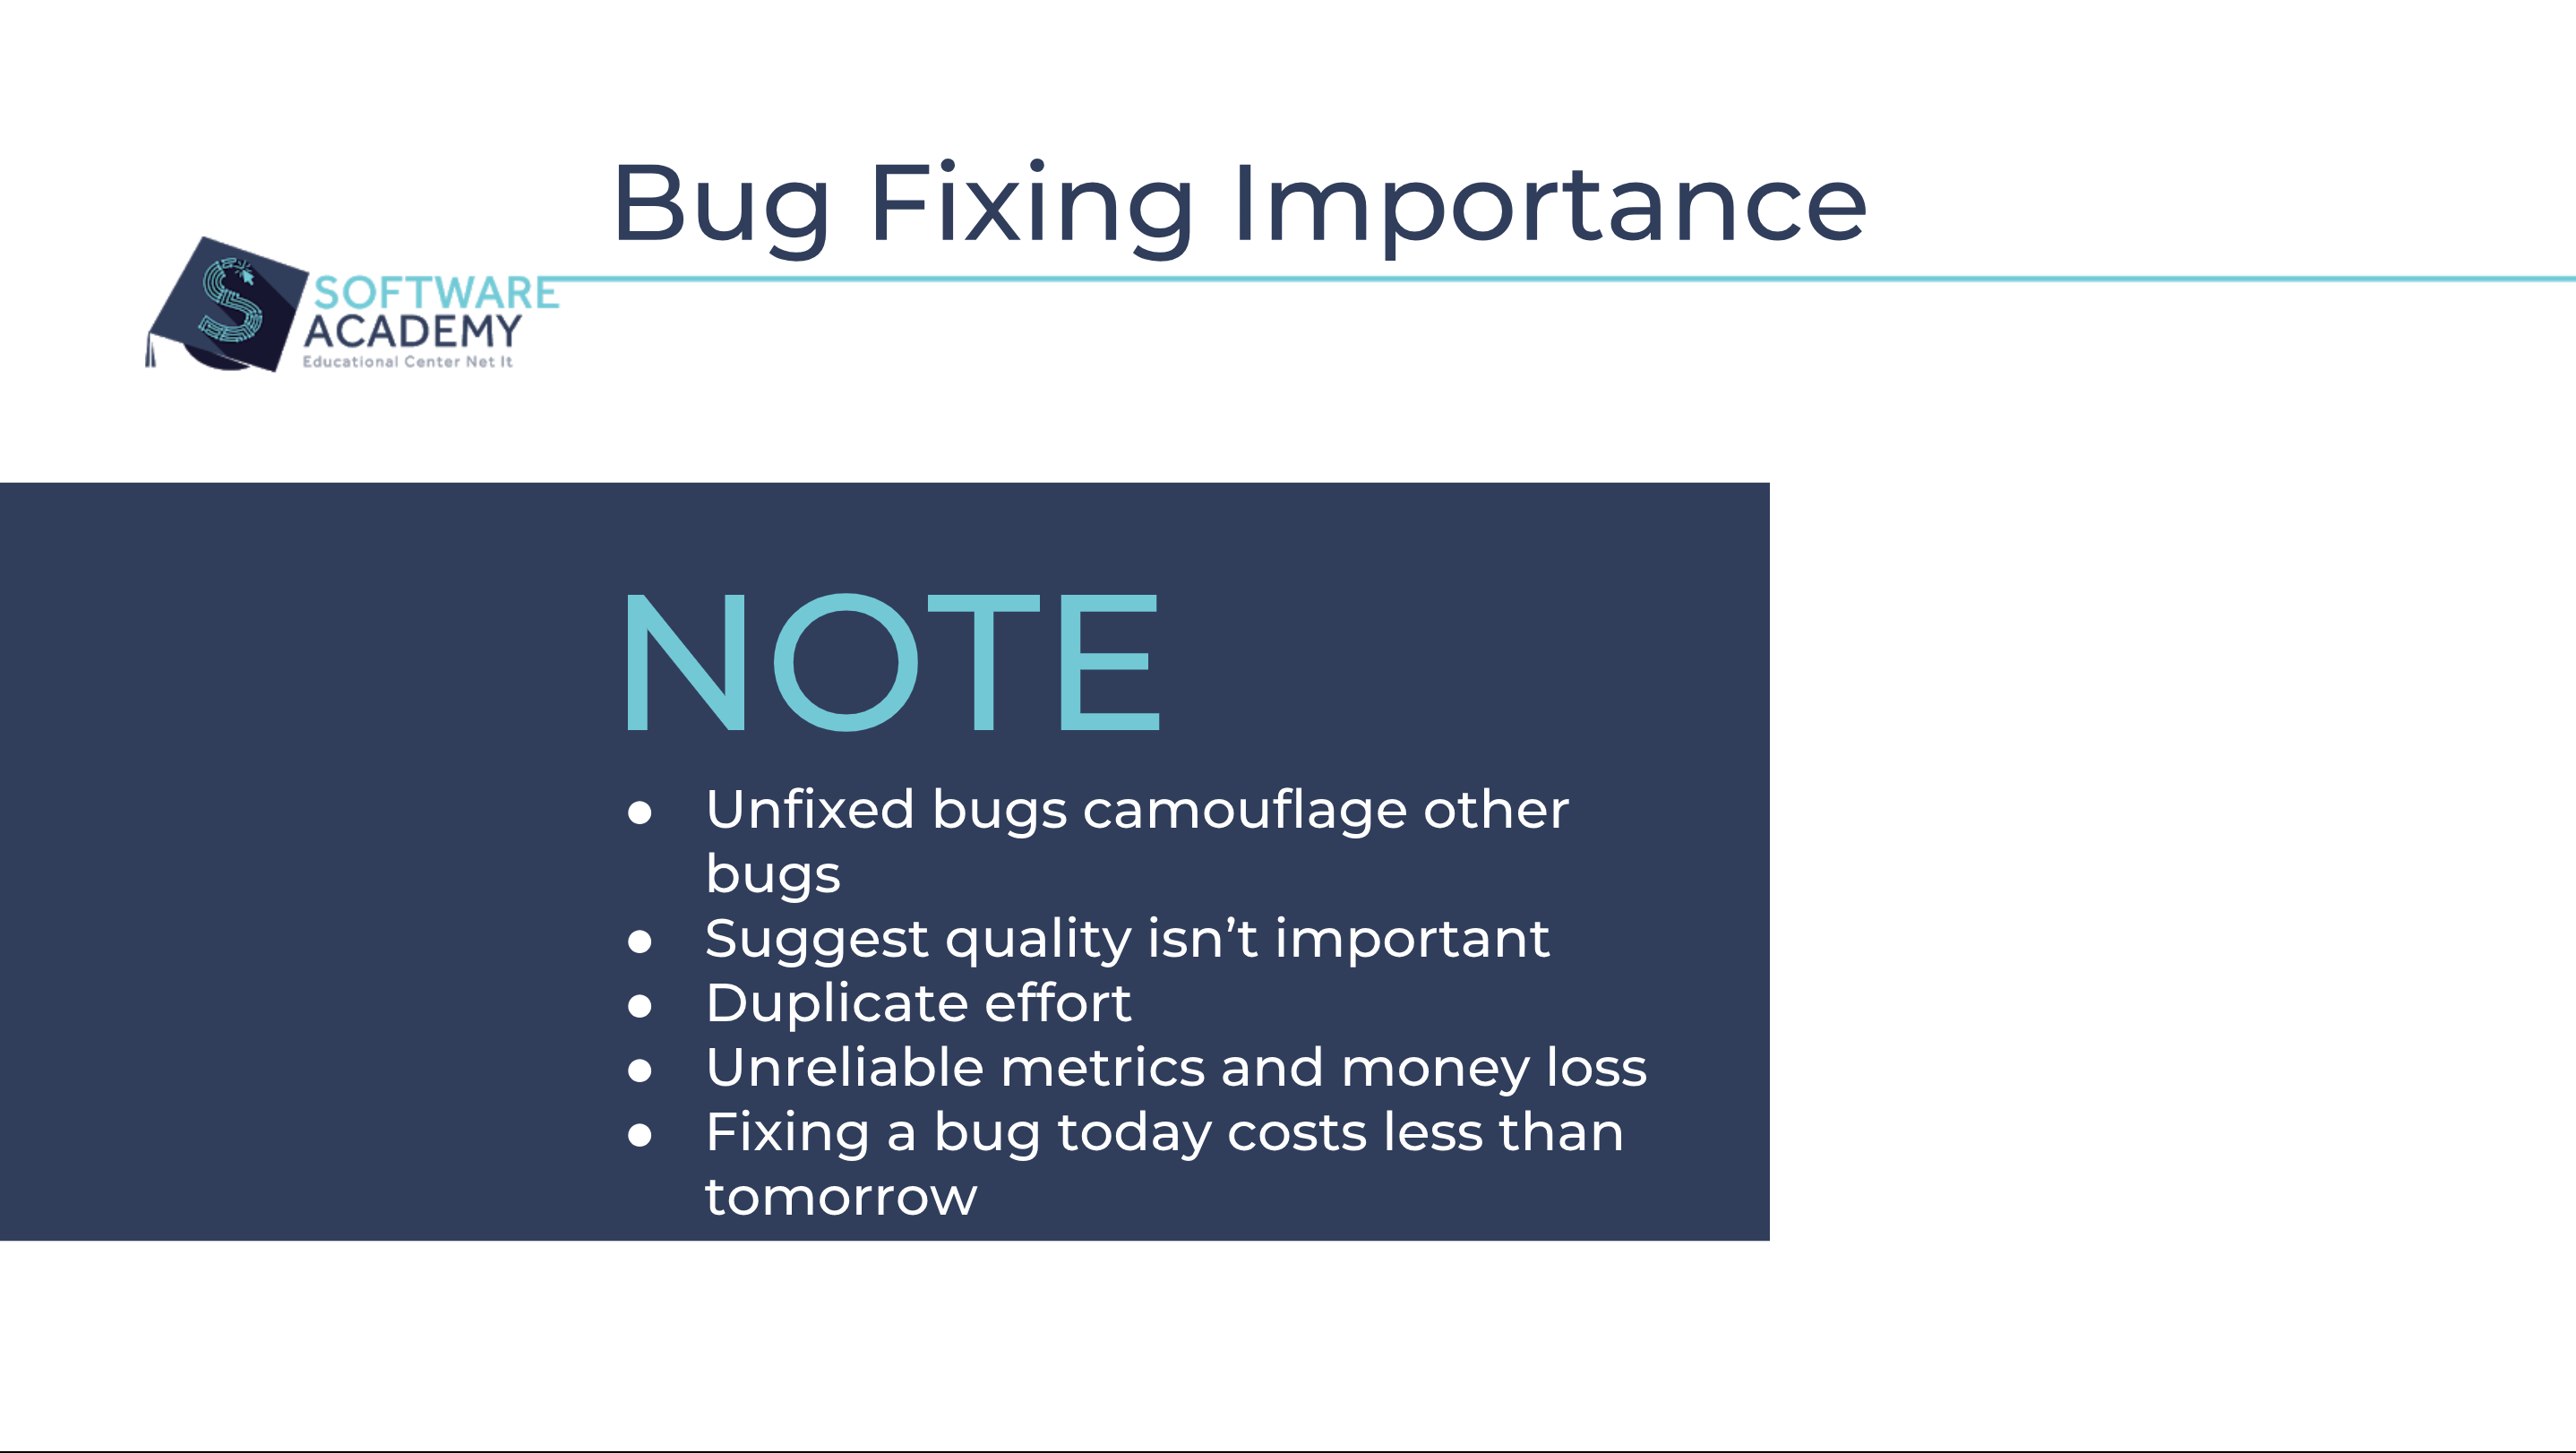 Bug Fixing Importance
SOFTWARE
ACADEMY
Educational Center Net It
NOTE
● Unfixed bugs camouflage other
bugs
● Suggest quality isn’t important
● Duplicate effort
● Unreliable metrics and money loss
● Fixing a bug today costs less than
tomorrow